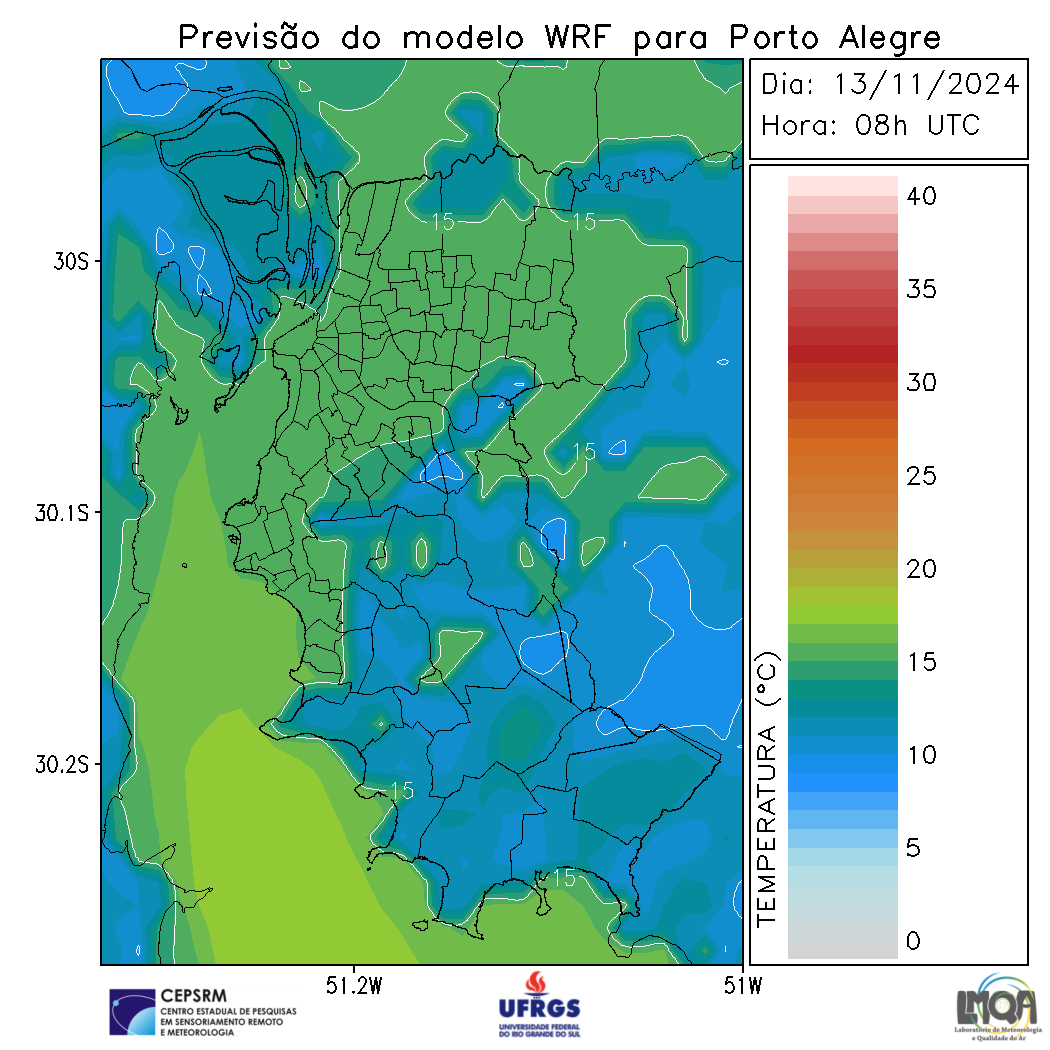 Previsão do modelo WRF para Porto Alegre
Dia: 13/11/2024
Hora: 08h UTC
40
35
30
25
20
15
10
5
0
TEMPERATURA (°C)
30S
30.1S
30.2S
51.2W
51W
15
15
15
15
15
CEPSRM
CENTRO ESTADUAL DE PESQUISAS
EM SENSORIAMENTO REMOTO
E METEOROLOGIA
UFRGS
UNIVERSIDADE FEDERAL
DO RIO GRANDE DO SUL
LMQA
Laboratório de Meteorologia
e Qualidade do Ar